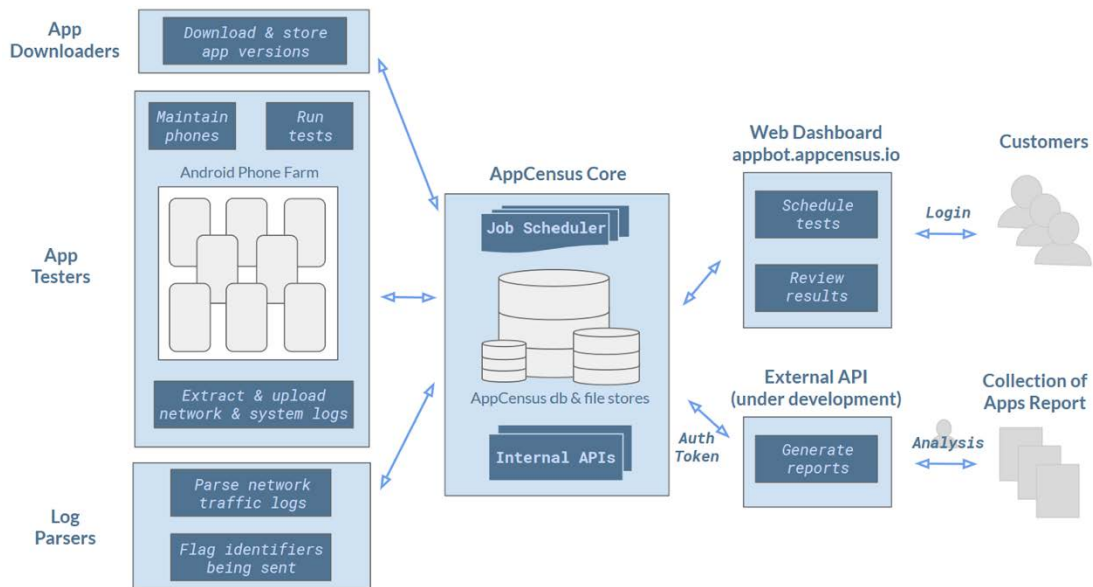 App
Downloaders
Download & store
app versions
App
Testers
Maintain
phones
Run
tests
Android Phone Farm
Extract & upload
network & system logs
Log
Parsers
Parse network
traffic logs
Flag identifiers
being sent
AppCensus Core
Job Scheduler
AppCensus db & file stores
Internal APIs
Web Dashboard
appbot.appcensus.io
Schedule
tests
Review
results
Login
Customers
External API
(under development)
Auth
Token
Generate
reports
Analysis
Collection of
Apps Report